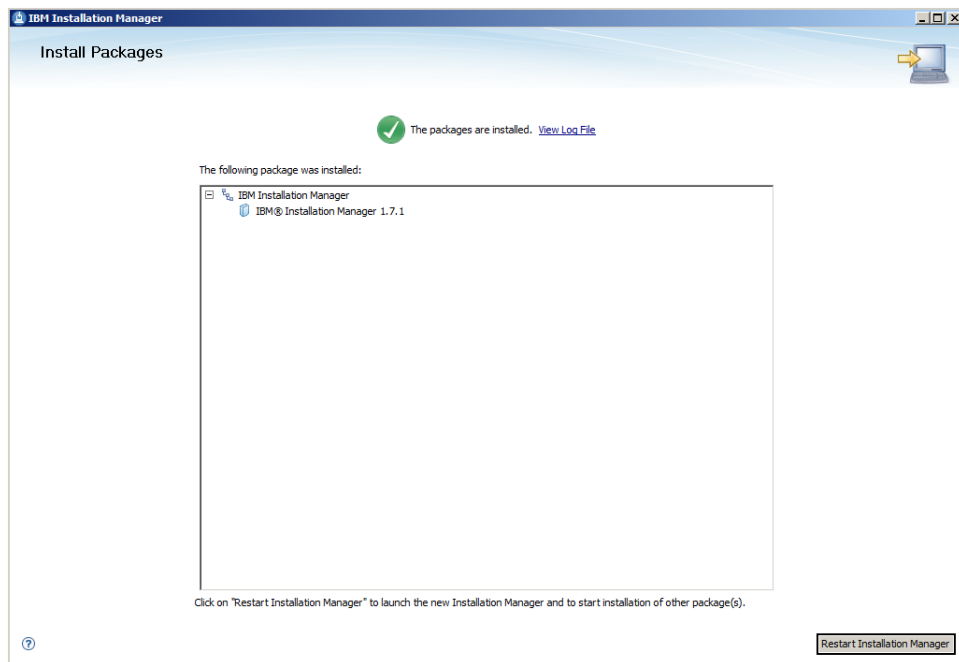 IBM Installation Manager
Install Packages
The packages are installed. View Log File
The following package was installed:
IBM Installation Manager
IBM® Installation Manager 1.7.1
Click on "Restart Installation Manager" to launch the new Installation Manager and to start installation of other package(s).
?
Restart Installation Manager